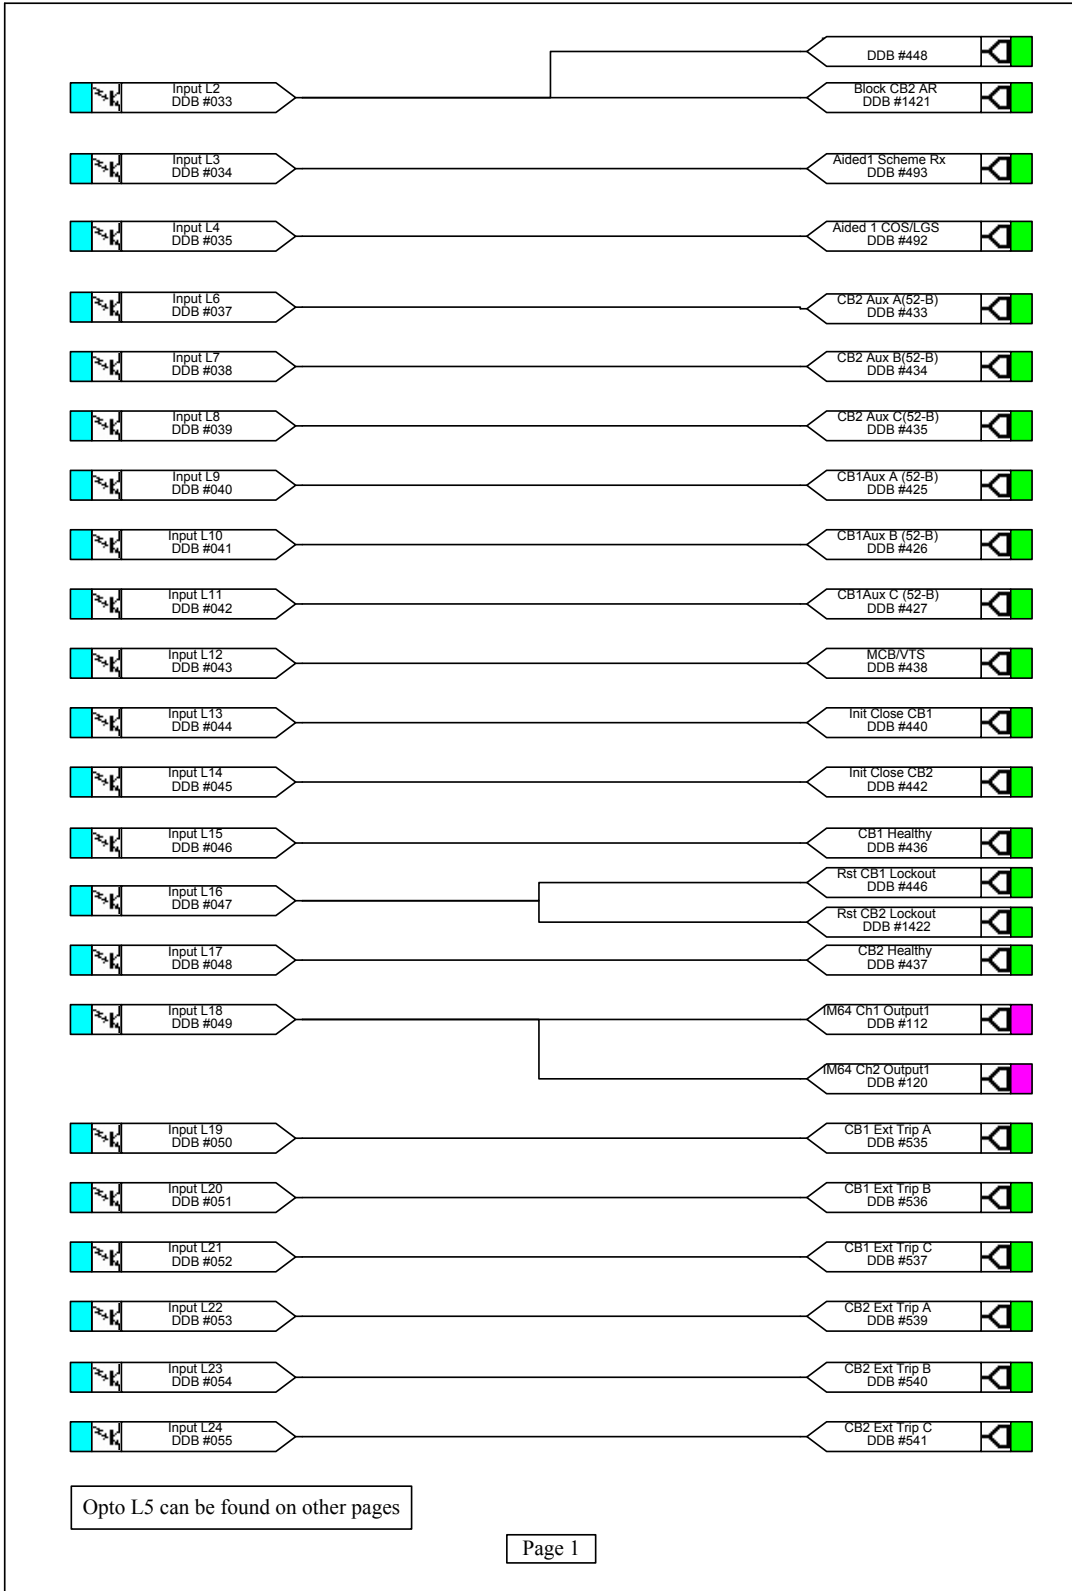 DDB #448
Input L2
DDB #033
Block CB2 AR
DDB #1421
Input L3
DDB #034
Aided1 Scheme Rx
DDB #493
Input L4
DDB #035
Aided 1 COS/LGS
DDB #492
Input L6
DDB #037
CB2 Aux A(52-B)
DDB #433
Input L7
DDB #038
CB2 Aux B(52-B)
DDB #434
Input L8
DDB #039
CB2 Aux C(52-B)
DDB #435
Input L9
DDB #040
CB1Aux A (52-B)
DDB #425
Input L10
DDB #041
CB1Aux B (52-B)
DDB #426
Input L11
DDB #042
CB1Aux C (52-B)
DDB #427
Input L12
DDB #043
MCB/VTS
DDB #438
Input L13
DDB #044
Init Close CB1
DDB #440
Input L14
DDB #045
Init Close CB2
DDB #442
Input L15
DDB #046
CB1 Healthy
DDB #436
Input L16
DDB #047
Rst CB1 Lockout
DDB #446
Rst CB2 Lockout
DDB #1422
Input L17
DDB #048
CB2 Healthy
DDB #437
Input L18
DDB #049
IM64 Ch1 Output1
DDB #112
IM64 Ch2 Output1
DDB #120
Input L19
DDB #050
CB1 Ext Trip A
DDB #535
Input L20
DDB #051
CB1 Ext Trip B
DDB #536
Input L21
DDB #052
CB1 Ext Trip C
DDB #537
Input L22
DDB #053
CB2 Ext Trip A
DDB #539
Input L23
DDB #054
CB2 Ext Trip B
DDB #540
Input L24
DDB #055
CB2 Ext Trip C
DDB #541
Opto L5 can be found on other pages
Page 1